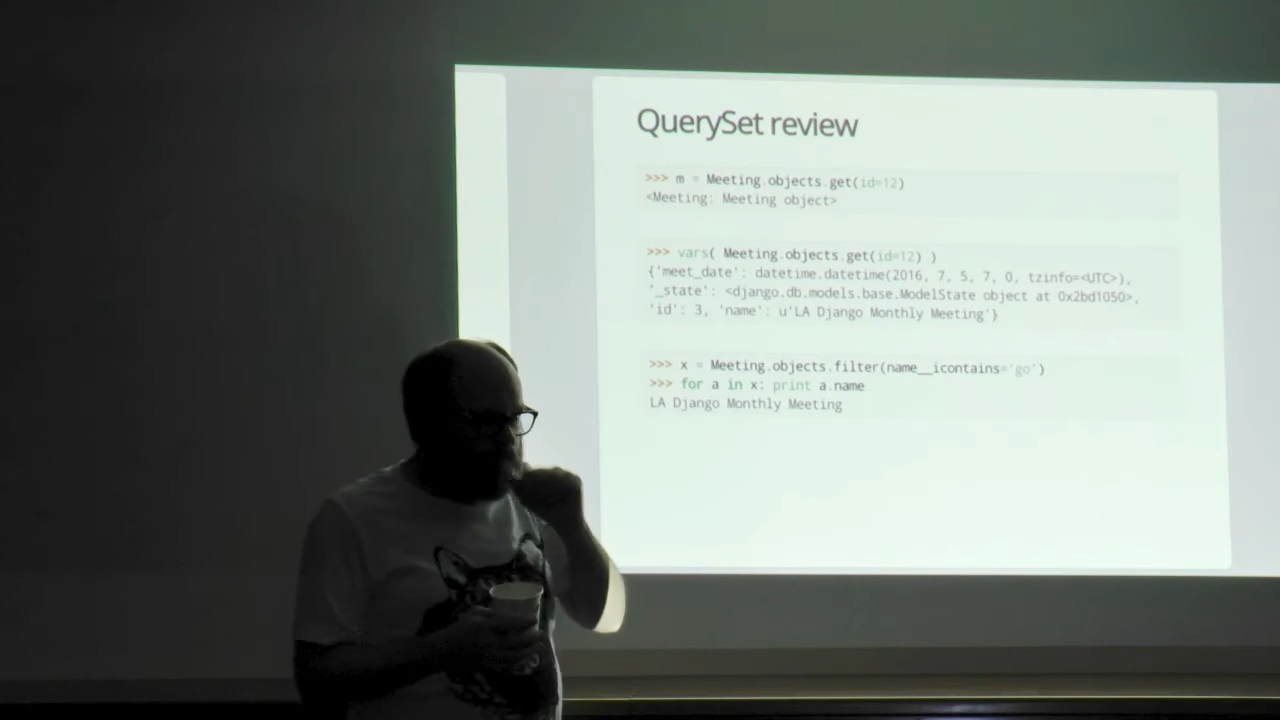 QuerySet review
>>> m = Meeting.objects.get(id=12)
<Meeting: Meeting object>
>>> vars( Meeting.objects.get(id=12) )
{'meet_date': datetime.datetime(2016, 7, 5, 7, 0, tzinfo=<UTC>),
'_state': <django.db.models.base.ModelState object at 0x2bd1050>,
'id': 3, 'name': u'LA Django Monthly Meeting'}
>>> x = Meeting.objects.filter(name__icontains='go')
>>> for a in x: print a.name
LA Django Monthly Meeting